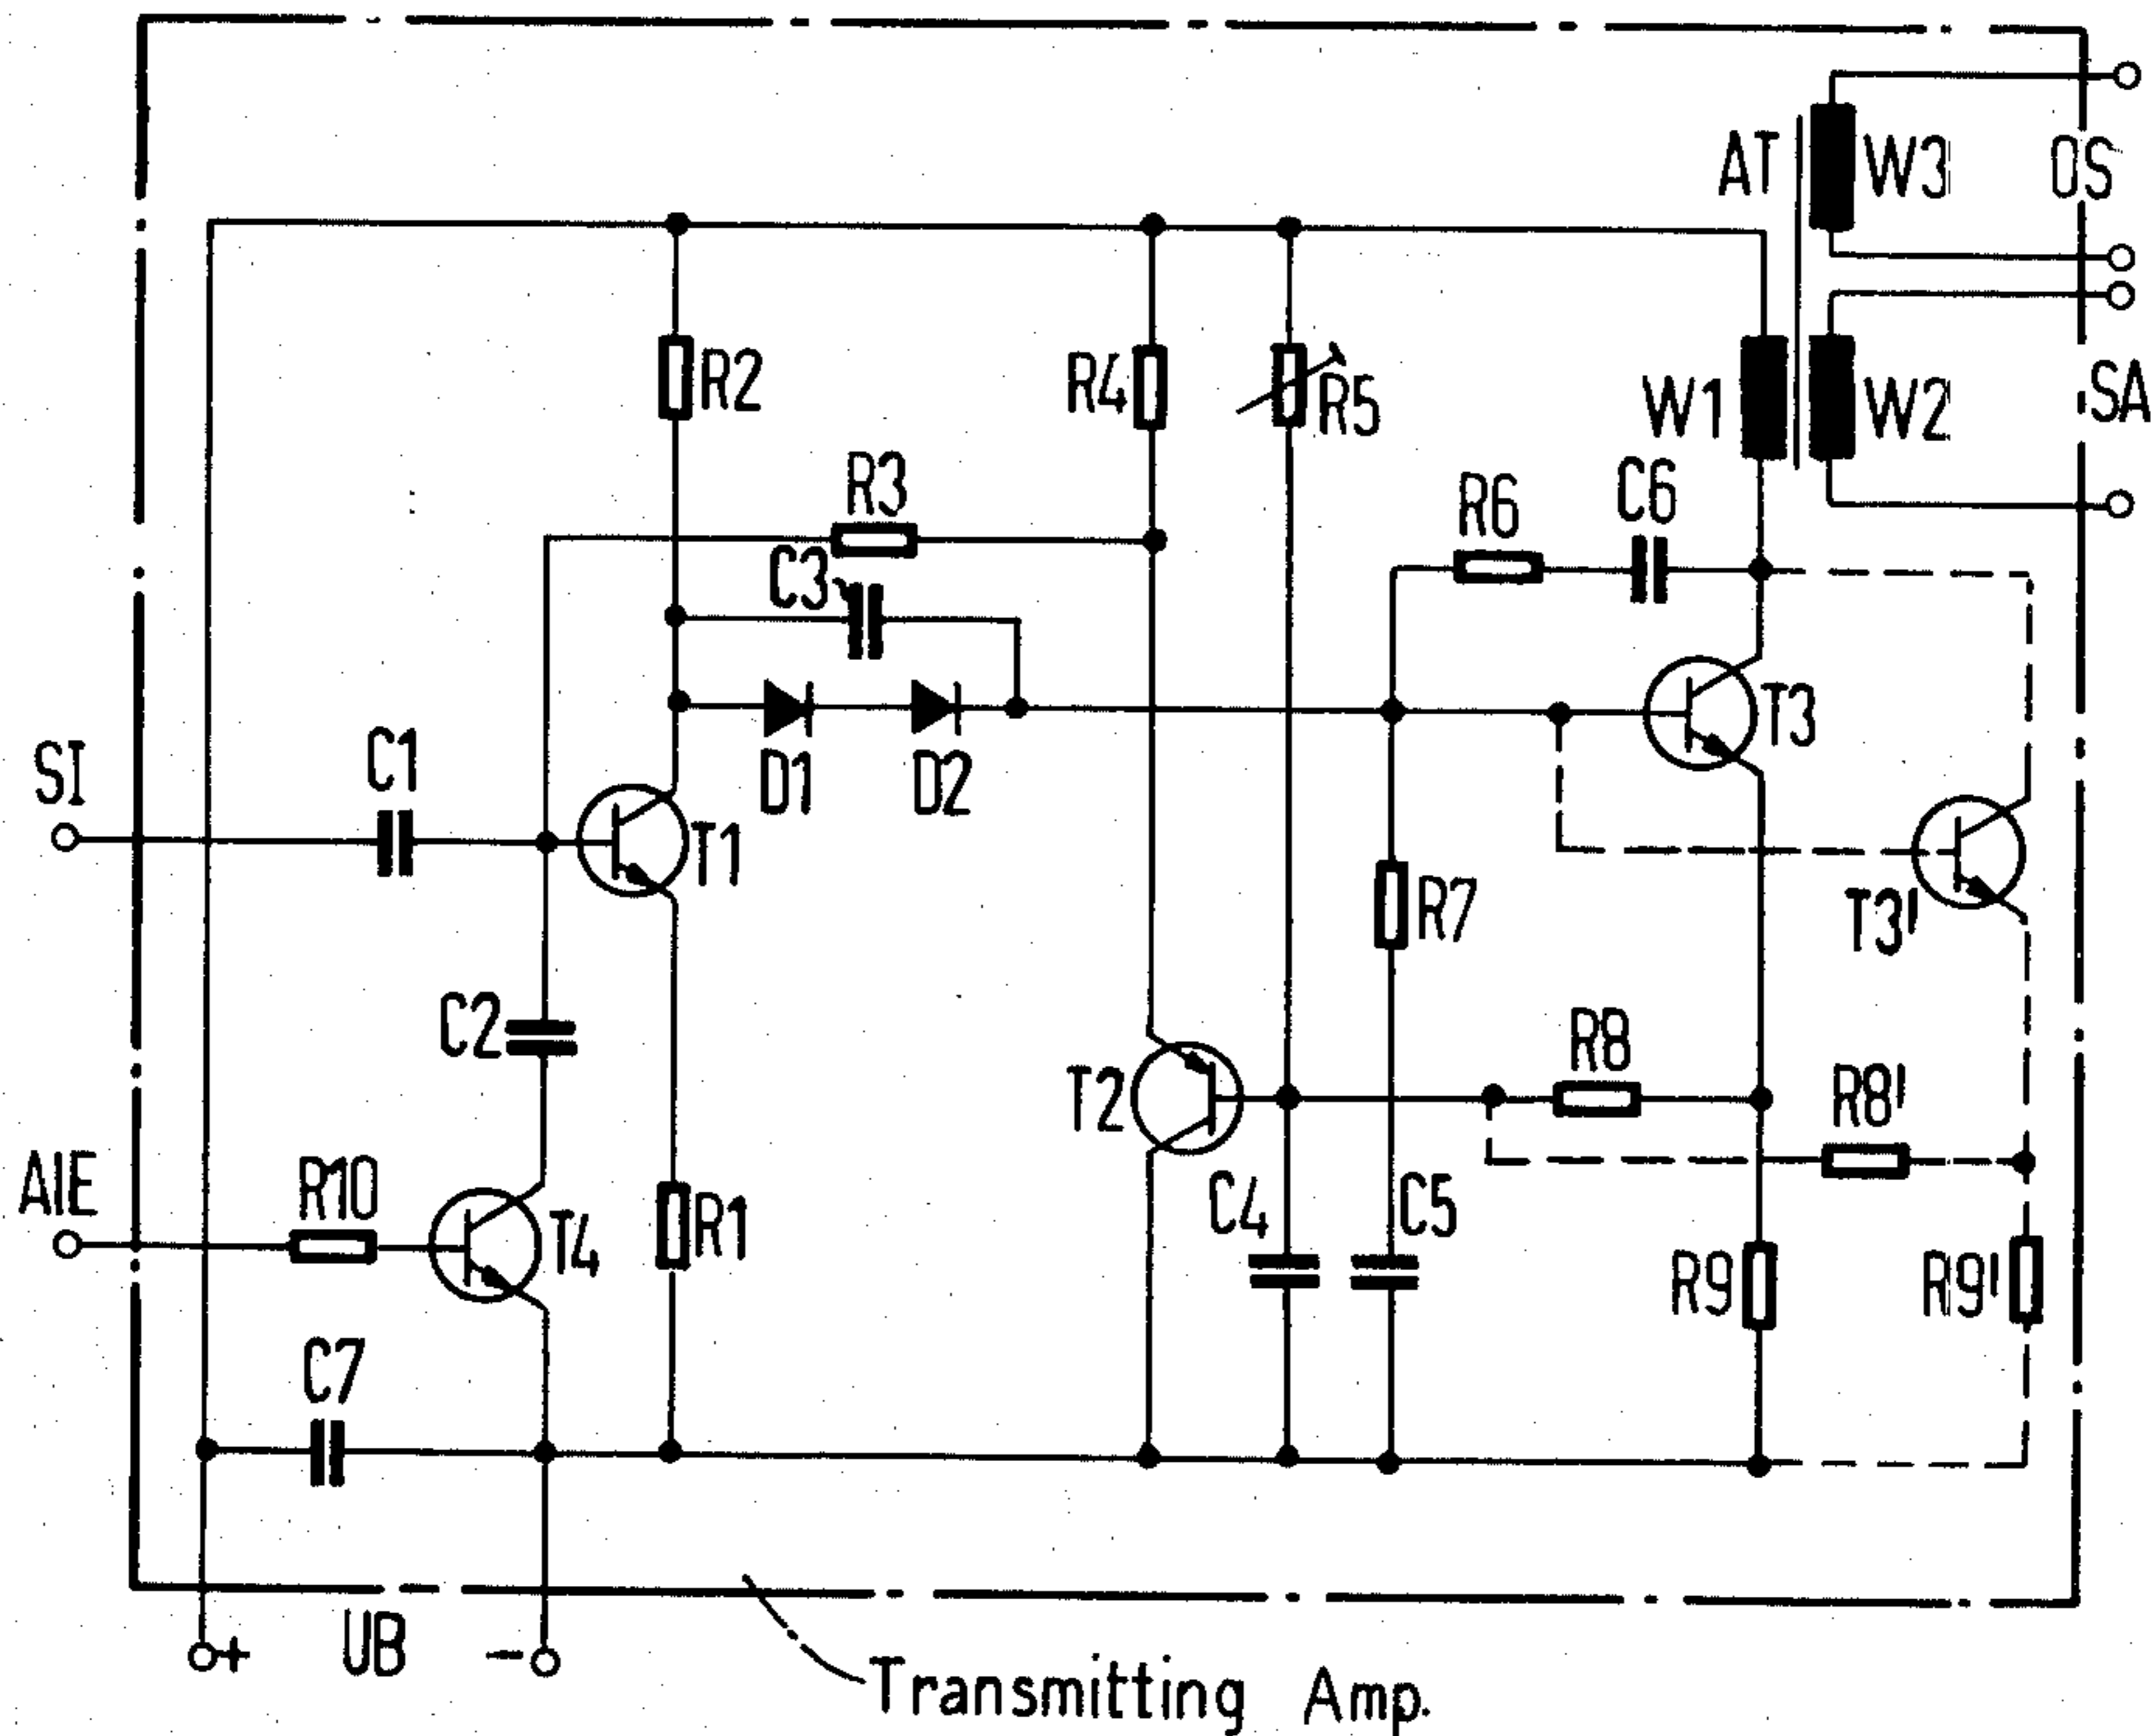 AT
W3
OS
R2
R4
R5
W1
W2
SA
R3
R6
C6
C3
SI
C1
D1
D2
T3
T1
R7
T3'
C2
T2
R8
R8'
AIE
R10
T4
R1
C4
C5
R9
R9'
C7
+
UB
-
Transmitting Amp.